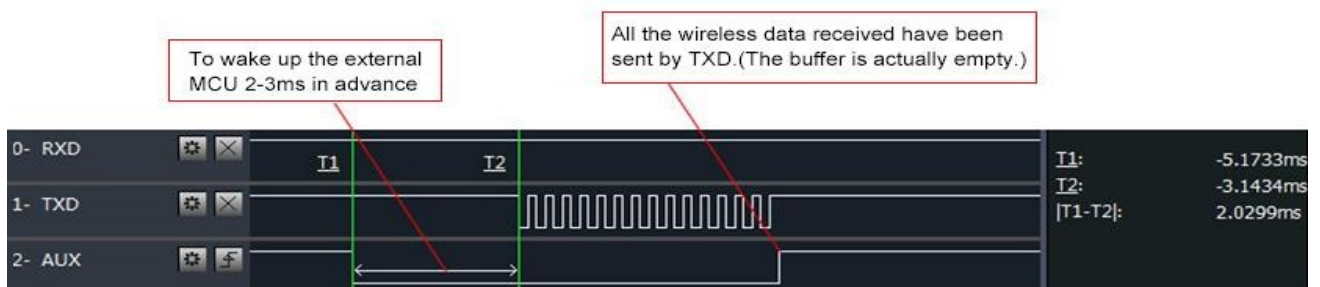 To wake up the external
MCU 2-3ms in advance
All the wireless data received have been
sent by TXD.(The buffer is actually empty.)
0- RXD
T1
T2
T1: -5.1733ms
T2: -3.1434ms
|T1-T2|: 2.0299ms
1- TXD
2- AUX